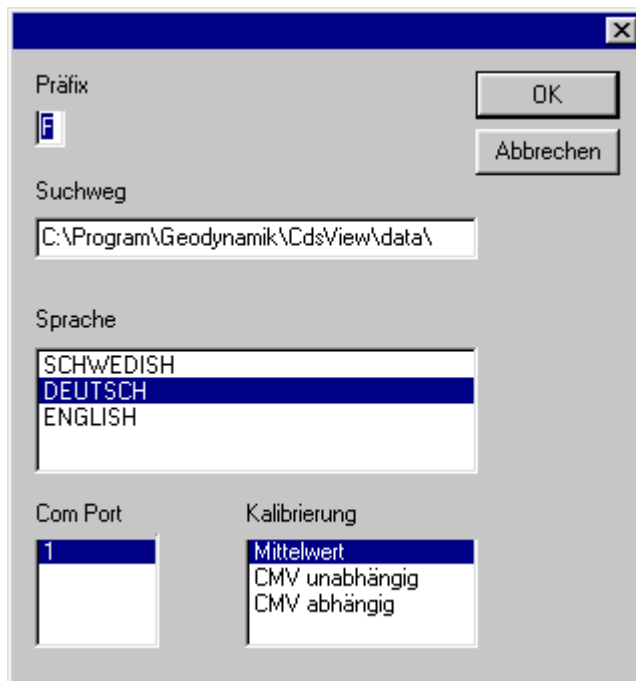 Präfix
F
OK
Abbrechen
Suchweg
C:\Program\Geodynamik\CdsView\data\
Sprache
SCHWEDISH
DEUTSCH
ENGLISH
Com Port
1
Kalibrierung
Mittelwert
CMV unabhängig
CMV abhängig